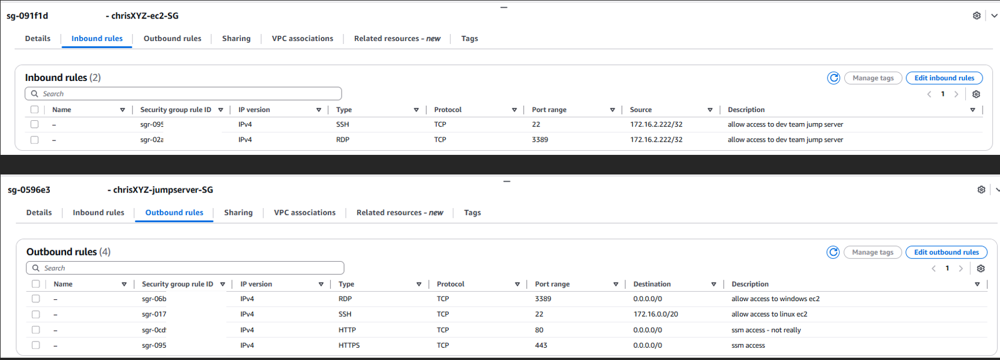 sg-091f1d - chrisXYZ-ec2-SG
Details Inbound rules Outbound rules Sharing VPC associations Related resources - new Tags
Inbound rules (2) Manage tags Edit inbound rules
Search 1
Name Security group rule ID IP version Type Protocol Port range Source Description
– sgr-095 IPv4 SSH TCP 22 172.16.2.222/32 allow access to dev team jump server
– sgr-02a IPv4 RDP TCP 3389 172.16.2.222/32 allow access to dev team jump server
sg-0596e3 - chrisXYZ-jumpserver-SG
Details Inbound rules Outbound rules Sharing VPC associations Related resources - new Tags
Outbound rules (4) Manage tags Edit outbound rules
Search 1
Name Security group rule ID IP version Type Protocol Port range Destination Description
– sgr-06b IPv4 RDP TCP 3389 0.0.0.0/0 allow access to windows ec2
– sgr-017 IPv4 SSH TCP 22 172.16.0.0/20 allow access to linux ec2
– sgr-0cd IPv4 HTTP TCP 80 0.0.0.0/0 ssm access - not really
– sgr-095 IPv4 HTTPS TCP 443 0.0.0.0/0 ssm access